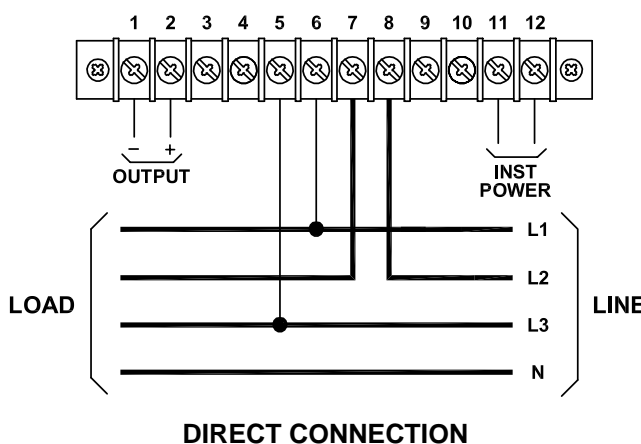 1 2 3 4 5 6 7 8 9 10 11 12
− +
OUTPUT
INST
POWER
L1
L2
LOAD
LINE
L3
N
DIRECT CONNECTION